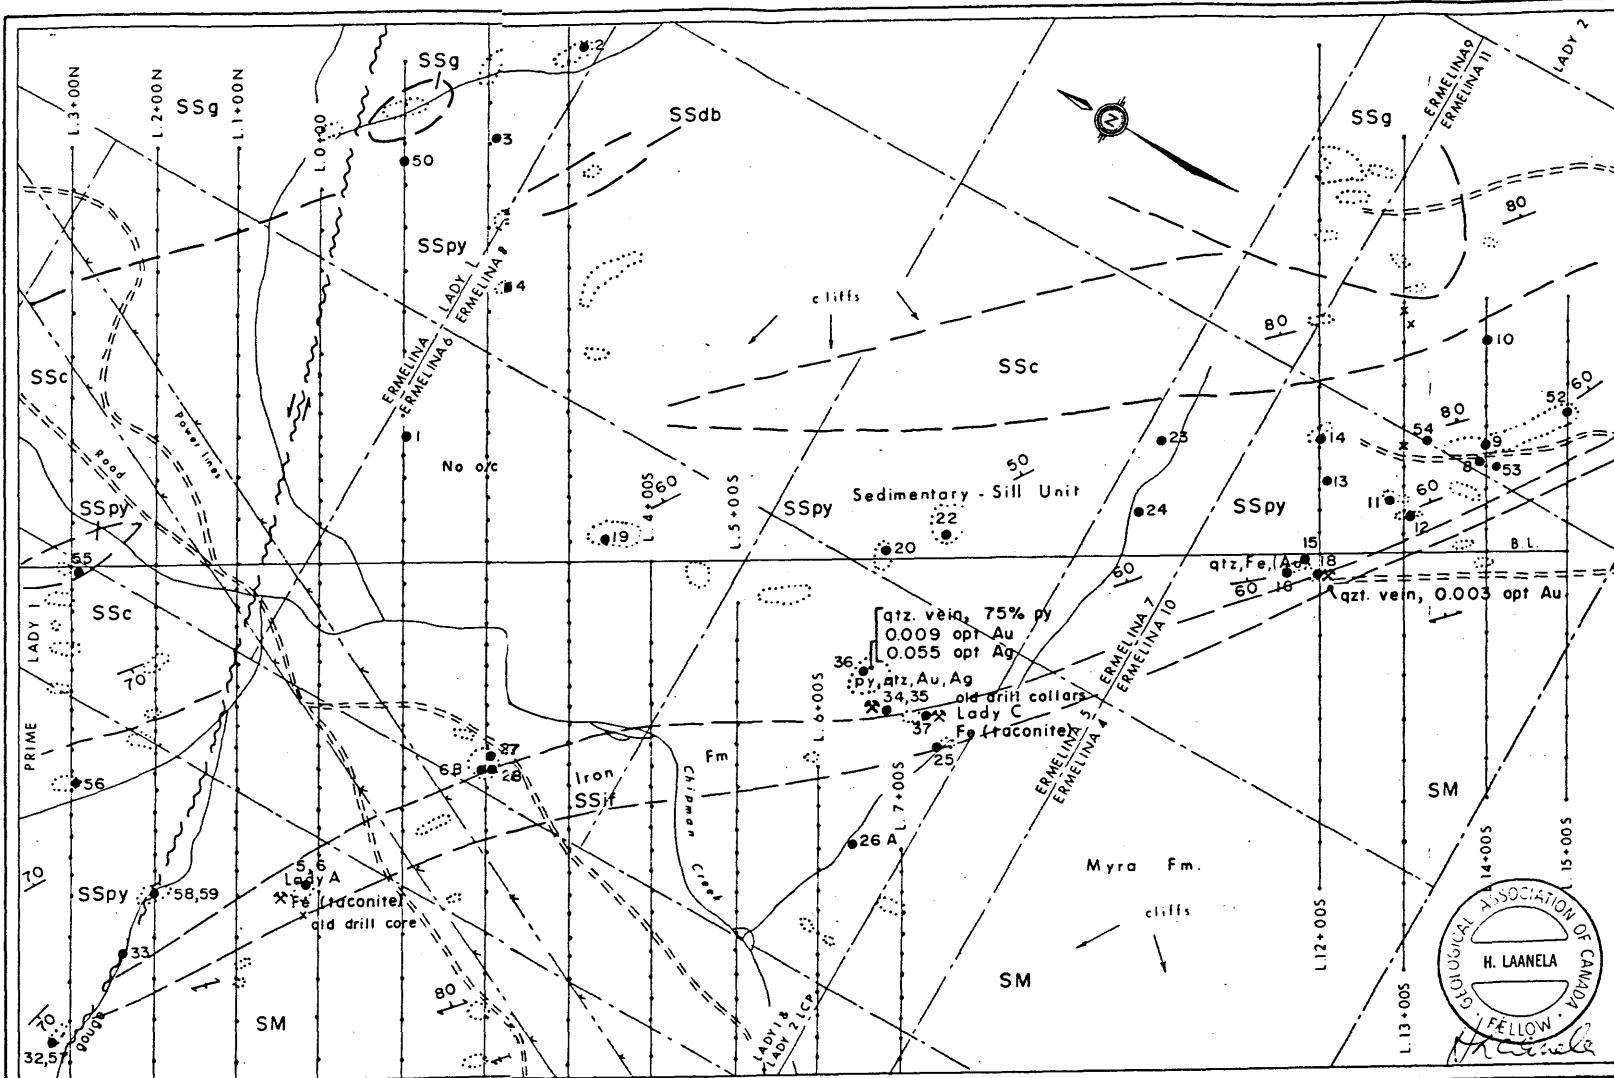 2
LADY 2
SSg
ERMELINA 9
ERMELINA 11
L.3+00N
L.2+00N
L.1+00N
SSg
L.0+00
3
50
SSdb
N
SSg
80
SSpy
LADY L
ERMELINA 8
4
ERMELINA
ERMELINA 6
cliffs
80
10
SSc
SSc
Power lines
Road
1
No o/c
52
60
80
54
9
8
53
23
14
13
50
60
L.4+00S
L.5+00S
SSpy
Sedimentary - Sill Unit
22
24
SSpy
11
60
12
SSpy
19
20
B.L.
55
15
qtz, Fe, (Au
18
60
60
16
qzt. vein, 0.003 opt Au
LADY 1
SSc
70
qtz. vein, 75% py
0.009 opt Au
0.055 opt Ag
36
py, qtz, Au, Ag
34,35
old drill collars
37
Lady C
Fe (taconite)
25
ERMELINA 7
ERMELINA 10
ERMELINA 5
ERMELINA 4
L.6+00S
L.7+00S
PRIME
56
27
68
28
Iron
Fm
SSif
Chipman Creek
SM
26 A
Myra Fm.
cliffs
70
SSpy
58,59
5,6
Lady A
Fe (taconite)
old drill core
33
80
SM
SM
70
32,57
gouge
LADY 1 &
LADY 2 LCP
L.12+00S
L.13+00S
L.14+00S
L.15+00S
GEOLOGICAL ASSOCIATION OF CANADA
H. LAANELA
FELLOW
H Laanela